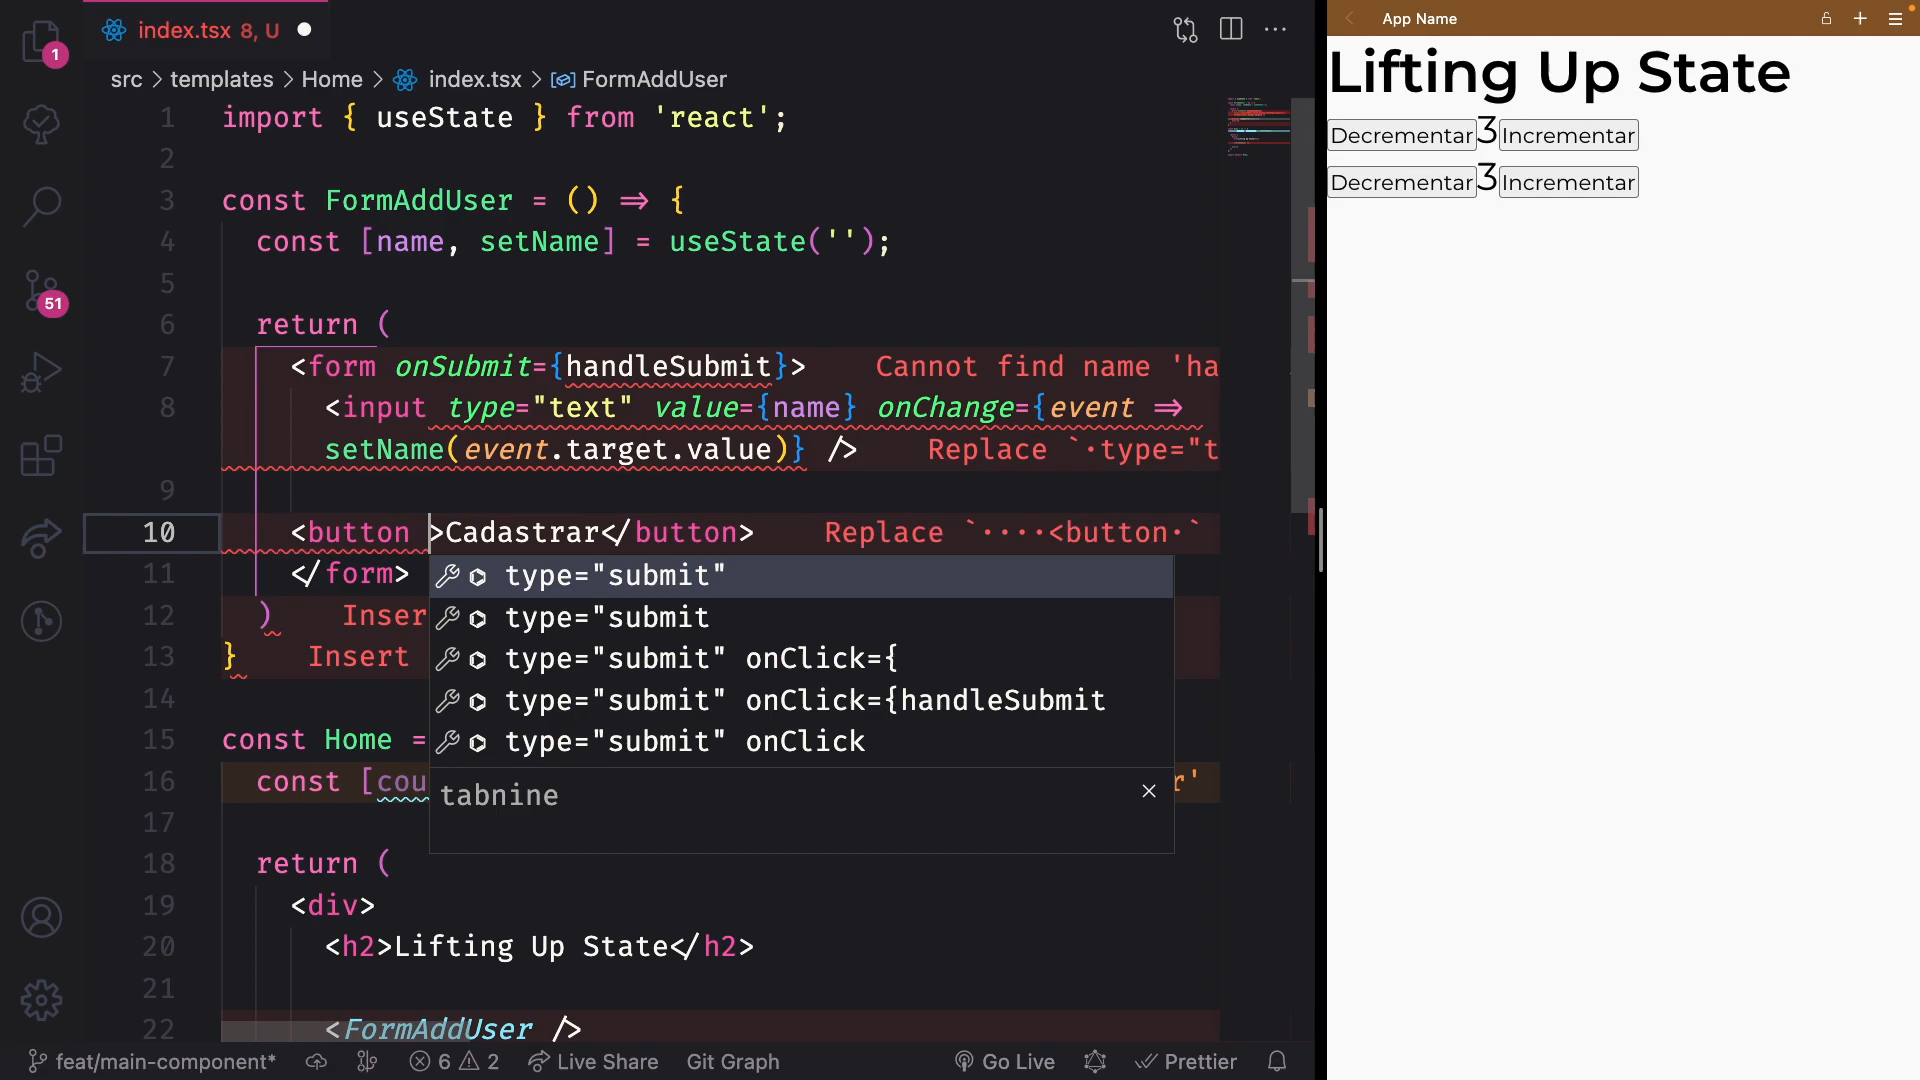 index.tsx 8, U
1
src > templates > Home > index.tsx > FormAddUser
1 import { useState } from 'react';
2
3 const FormAddUser = () => {
4 const [name, setName] = useState('');
5
6 return (
7 <form onSubmit={handleSubmit}> Cannot find name 'ha
8 <input type="text" value={name} onChange={event =>
setName(event.target.value)} /> Replace `·type="t
9
10 <button >Cadastrar</button> Replace `····<button·`
11 </form>
12 ) Inser
13 } Insert
type="submit"
type="submit
type="submit" onClick={
type="submit" onClick={handleSubmit
type="submit" onClick
tabnine
14
15 const Home =
16 const [cou r'
17
18 return (
19 <div>
20 <h2>Lifting Up State</h2>
21
22 <FormAddUser />
51
feat/main-component* 6 2 Live Share Git Graph Go Live Prettier
App Name
Lifting Up State
Decrementar 3 Incrementar
Decrementar 3 Incrementar